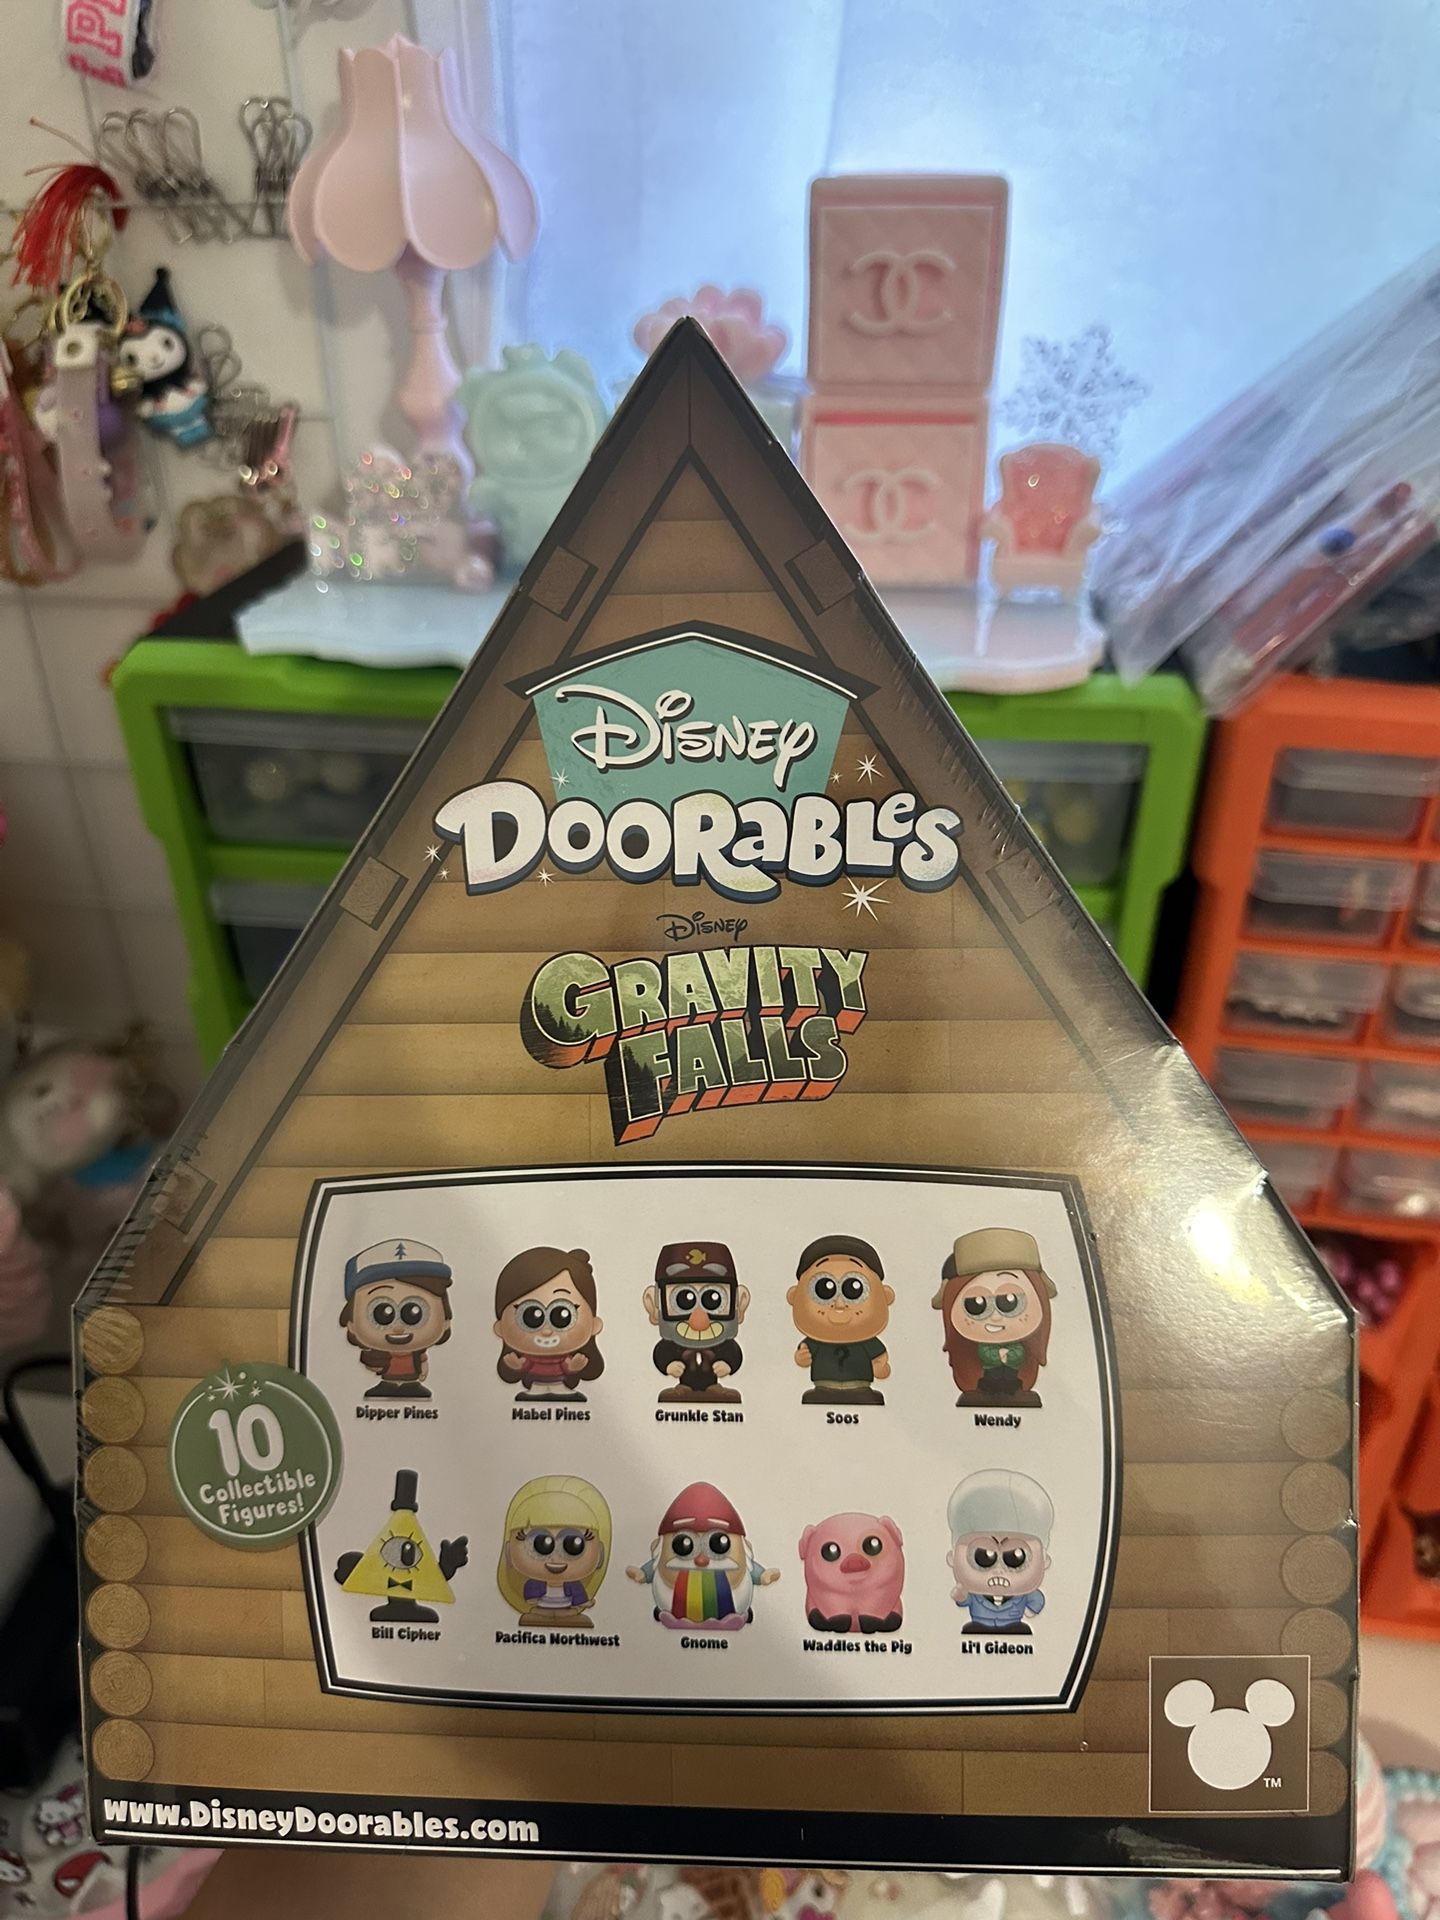 Disney
Doorables
Disney
GRAVITY
FALLS
Dipper Pines
Mabel Pines
Grunkle Stan
Soos
Wendy
10
Collectible
Figures!
Bill Cipher
Pacifica Northwest
Gnome
Waddles the Pig
Li'l Gideon
TM
www.DisneyDoorables.com